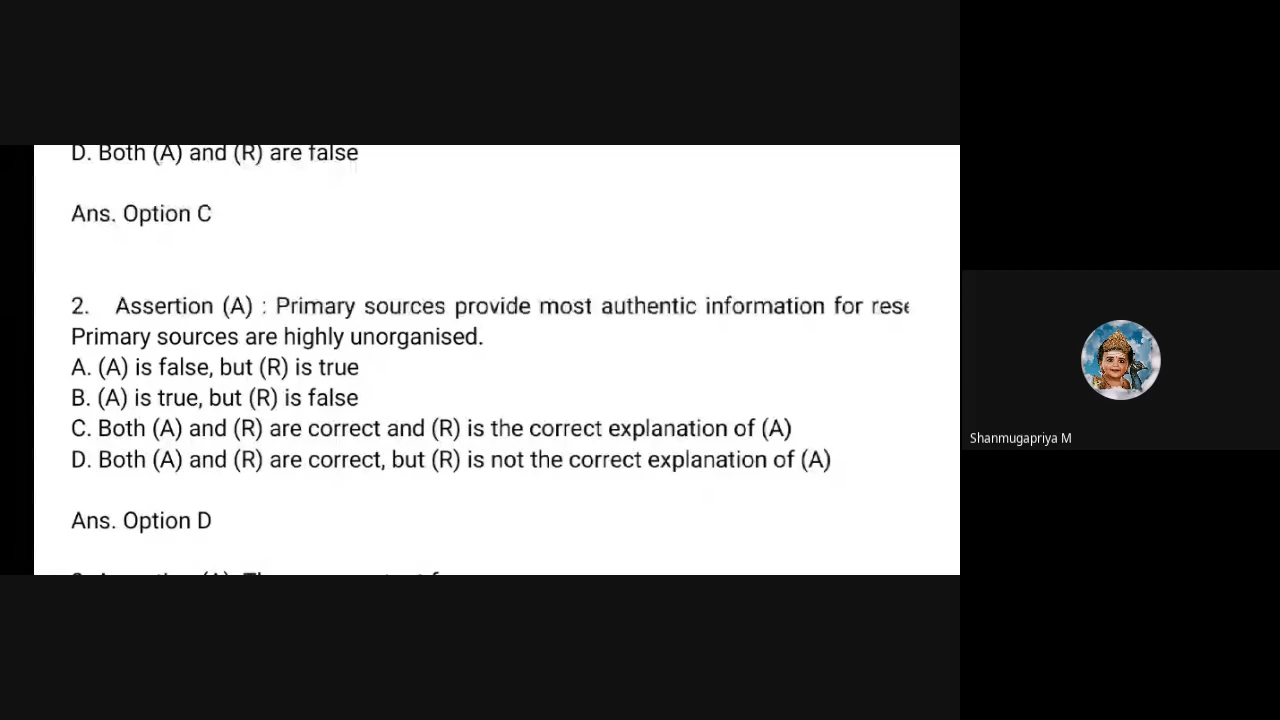 D. Both (A) and (R) are false
Ans. Option C
2. Assertion (A) : Primary sources provide most authentic information for
Primary sources are highly unorganised.
A. (A) is false, but (R) is true
B. (A) is true, but (R) is false
C. Both (A) and (R) are correct and (R) is the correct explanation of (A)
D. Both (A) and (R) are correct, but (R) is not the correct explanation of (A)
Ans. Option D
Shanmugapriya M